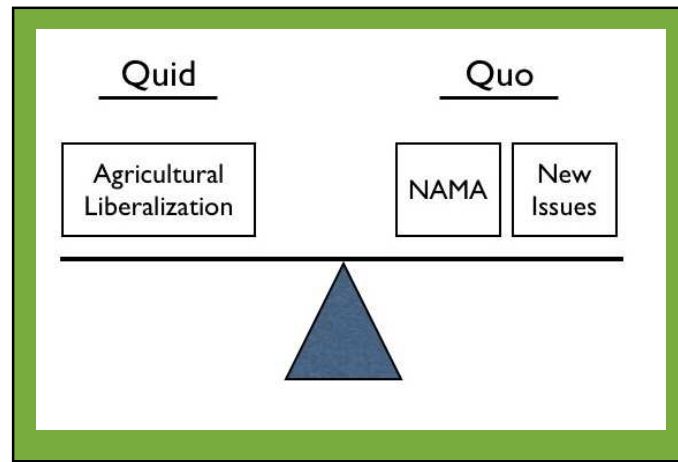 Quid
Quo
Agricultural
Liberalization
NAMA
New
Issues